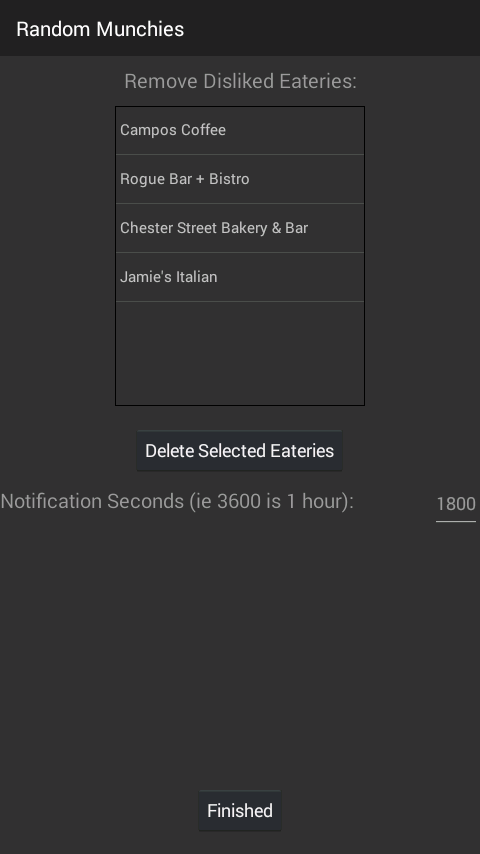 Random Munchies
Remove Disliked Eateries:
Campos Coffee
Rogue Bar + Bistro
Chester Street Bakery & Bar
Jamie's Italian
Delete Selected Eateries
Notification Seconds (ie 3600 is 1 hour): 1800
Finished